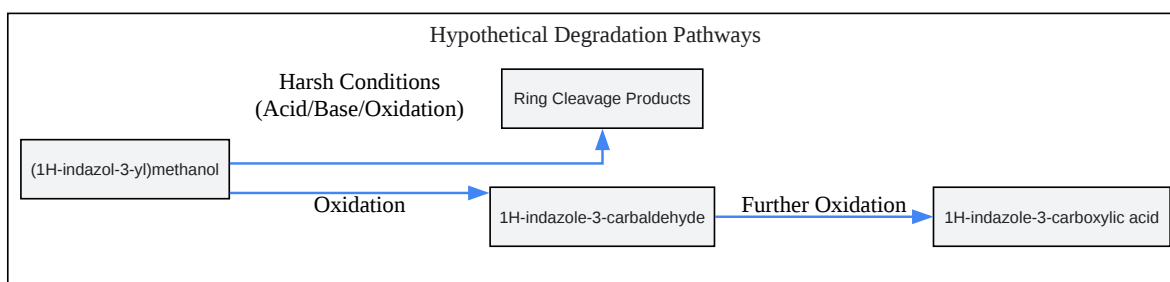 Hypothetical Degradation Pathways
Harsh Conditions
(Acid/Base/Oxidation)
Ring Cleavage Products
(1H-indazol-3-yl)methanol
Oxidation
1H-indazole-3-carbaldehyde
Further Oxidation
1H-indazole-3-carboxylic acid